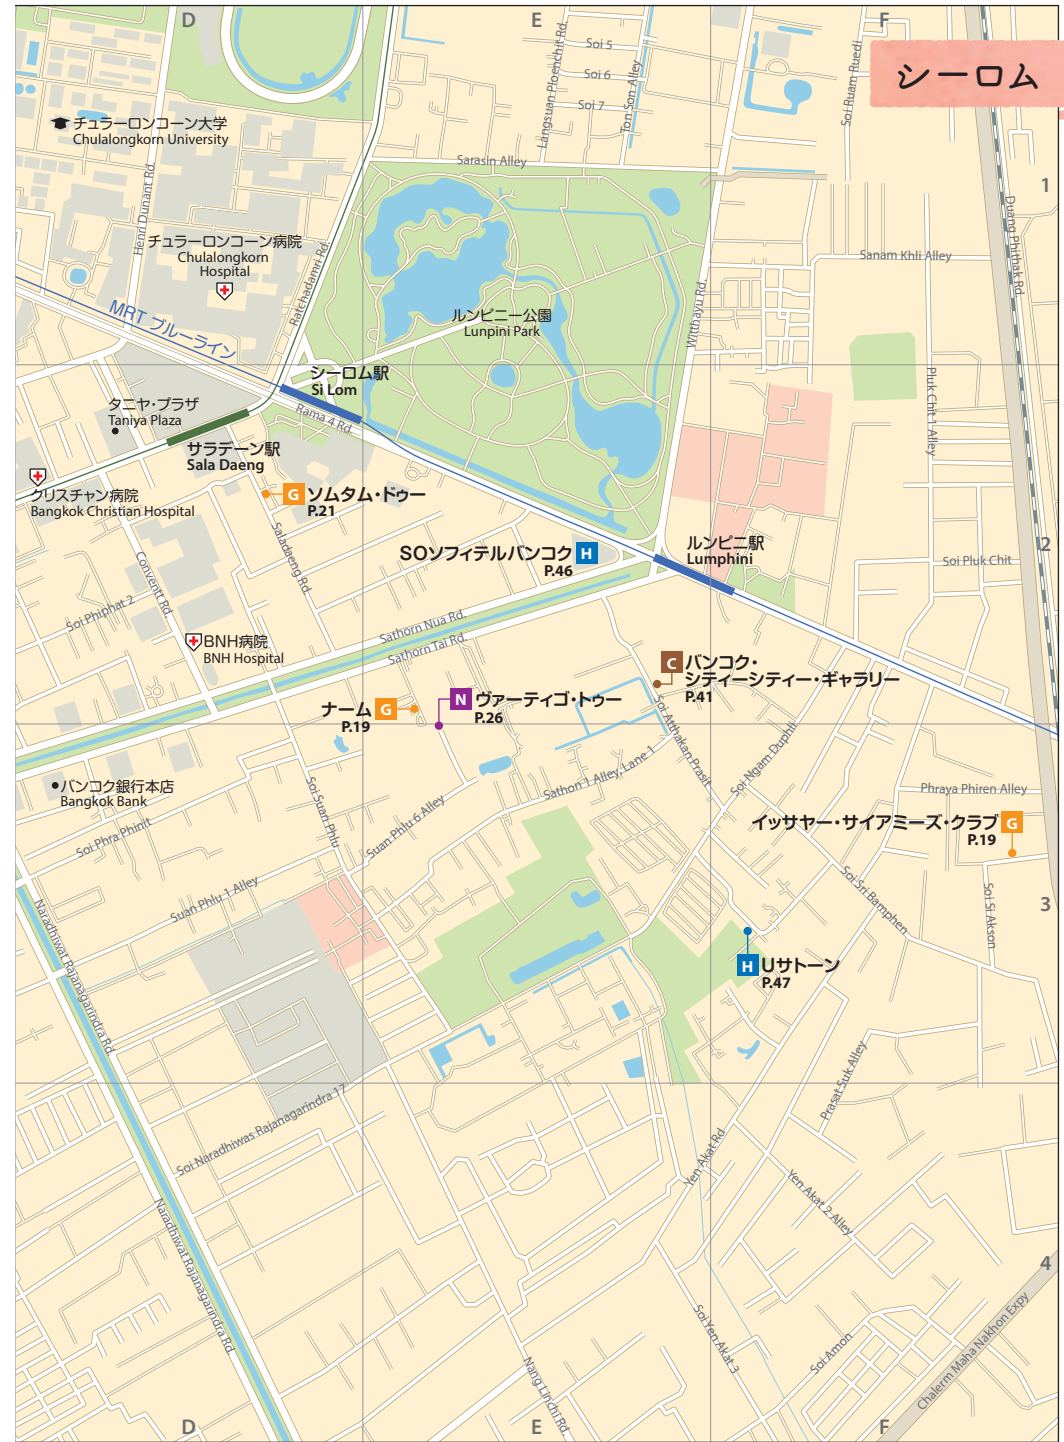 D
E
F
シーロム
Soi 5
Soi 6
Soi 7
Langsuan Ploenchit Rd.
Ton Son Alley
Soi Ruam Ruedi
チュラーロンコーン大学
Chulalongkorn University
Sarasin Alley
1
Henri Dunant Rd.
Duang Phithak Rd.
チュラーロンコーン病院
Chulalongkorn
Hospital
Ratchadamri Rd.
Sanam Khli Alley
Witthayu Rd.
MRT ブルーライン
ルンピニー公園
Lunpini Park
シーロム駅
Si Lom
Rama 4 Rd.
タニヤ・プラザ
Taniya Plaza
サラデーン駅
Sala Daeng
Pluk Chit 1 Alley
クリスチャン病院
Bangkok Christian Hospital
G ソムタム・ドゥー
P.21
Saladaeng Rd.
SOソフィテルバンコク H
P.46
ルンピニ駅
Lumphini
2
Soi Pluk Chit
Conventt Rd.
Soi Phiphat 2
BNH病院
BNH Hospital
Sathorn Nua Rd.
Sathorn Tai Rd.
C バンコク・
シティーシティー・ギャラリー
P.41
N ヴァーティゴ・トゥー
P.26
ナーム G
P.19
Soi Atthakan Prasit
Soi Ngam Duphli
バンコク銀行本店
Bangkok Bank
Sathon 1 Alley, Lane 1
Phraya Phiren Alley
Soi Suan Phlu
Suan Phlu 6 Alley
Soi Phra Phinit
イッサヤー・サイアミーズ・クラブ G
P.19
Suan Phlu 1 Alley
Soi Sri Bamphen
Soi Si Akson
3
Naradhiwat Rajanagarindra Rd.
H Uサトーン
P.47
Prasat Suk Alley
Soi Naradhiwas Rajanagarindra 17
Yen Akat Rd
Yen Akat 2 Alley
Naradhiwat Rajanagarindra Rd.
4
Soi Yen Akat 3
Soi Amon
Chalerm Maha Nakhon Expy
Nang Linchi Rd.
D
E
F